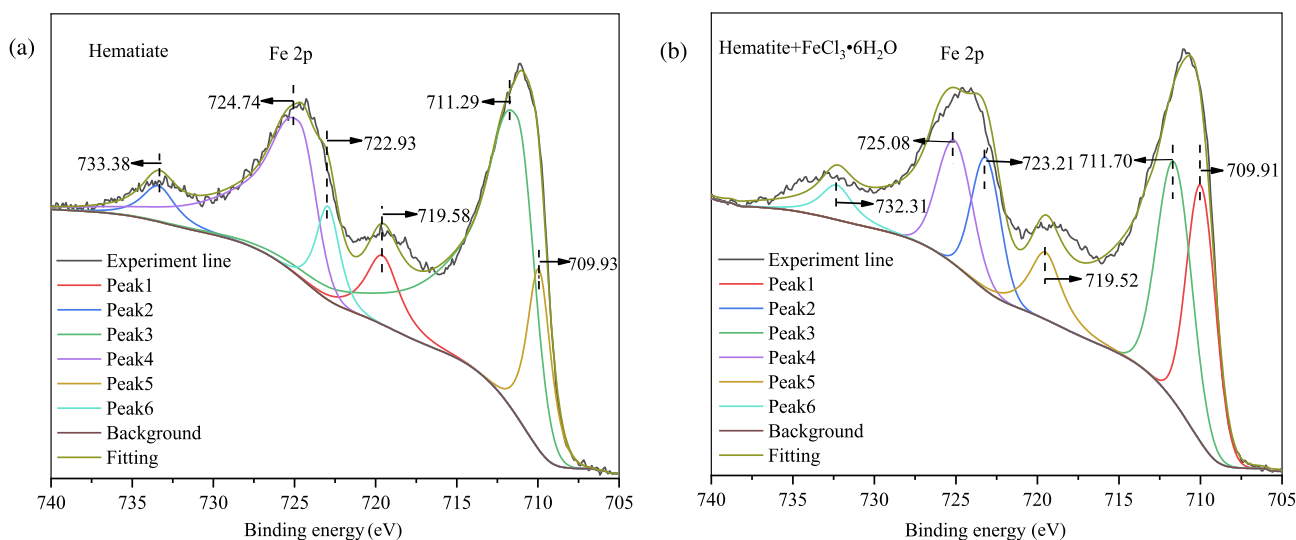 (a)
Hematiate
Fe 2p
724.74
711.29
722.93
733.38
719.58
709.93
Experiment line
Peak1
Peak2
Peak3
Peak4
Peak5
Peak6
Background
Fitting
740 735 730 725 720 715 710 705
Binding energy (eV)
(b)
Hematite+FeCl₃•6H₂O
Fe 2p
725.08
723.21
711.70
709.91
732.31
719.52
Experiment line
Peak1
Peak2
Peak3
Peak4
Peak5
Peak6
Background
Fitting
740 735 730 725 720 715 710 705
Binding energy (eV)